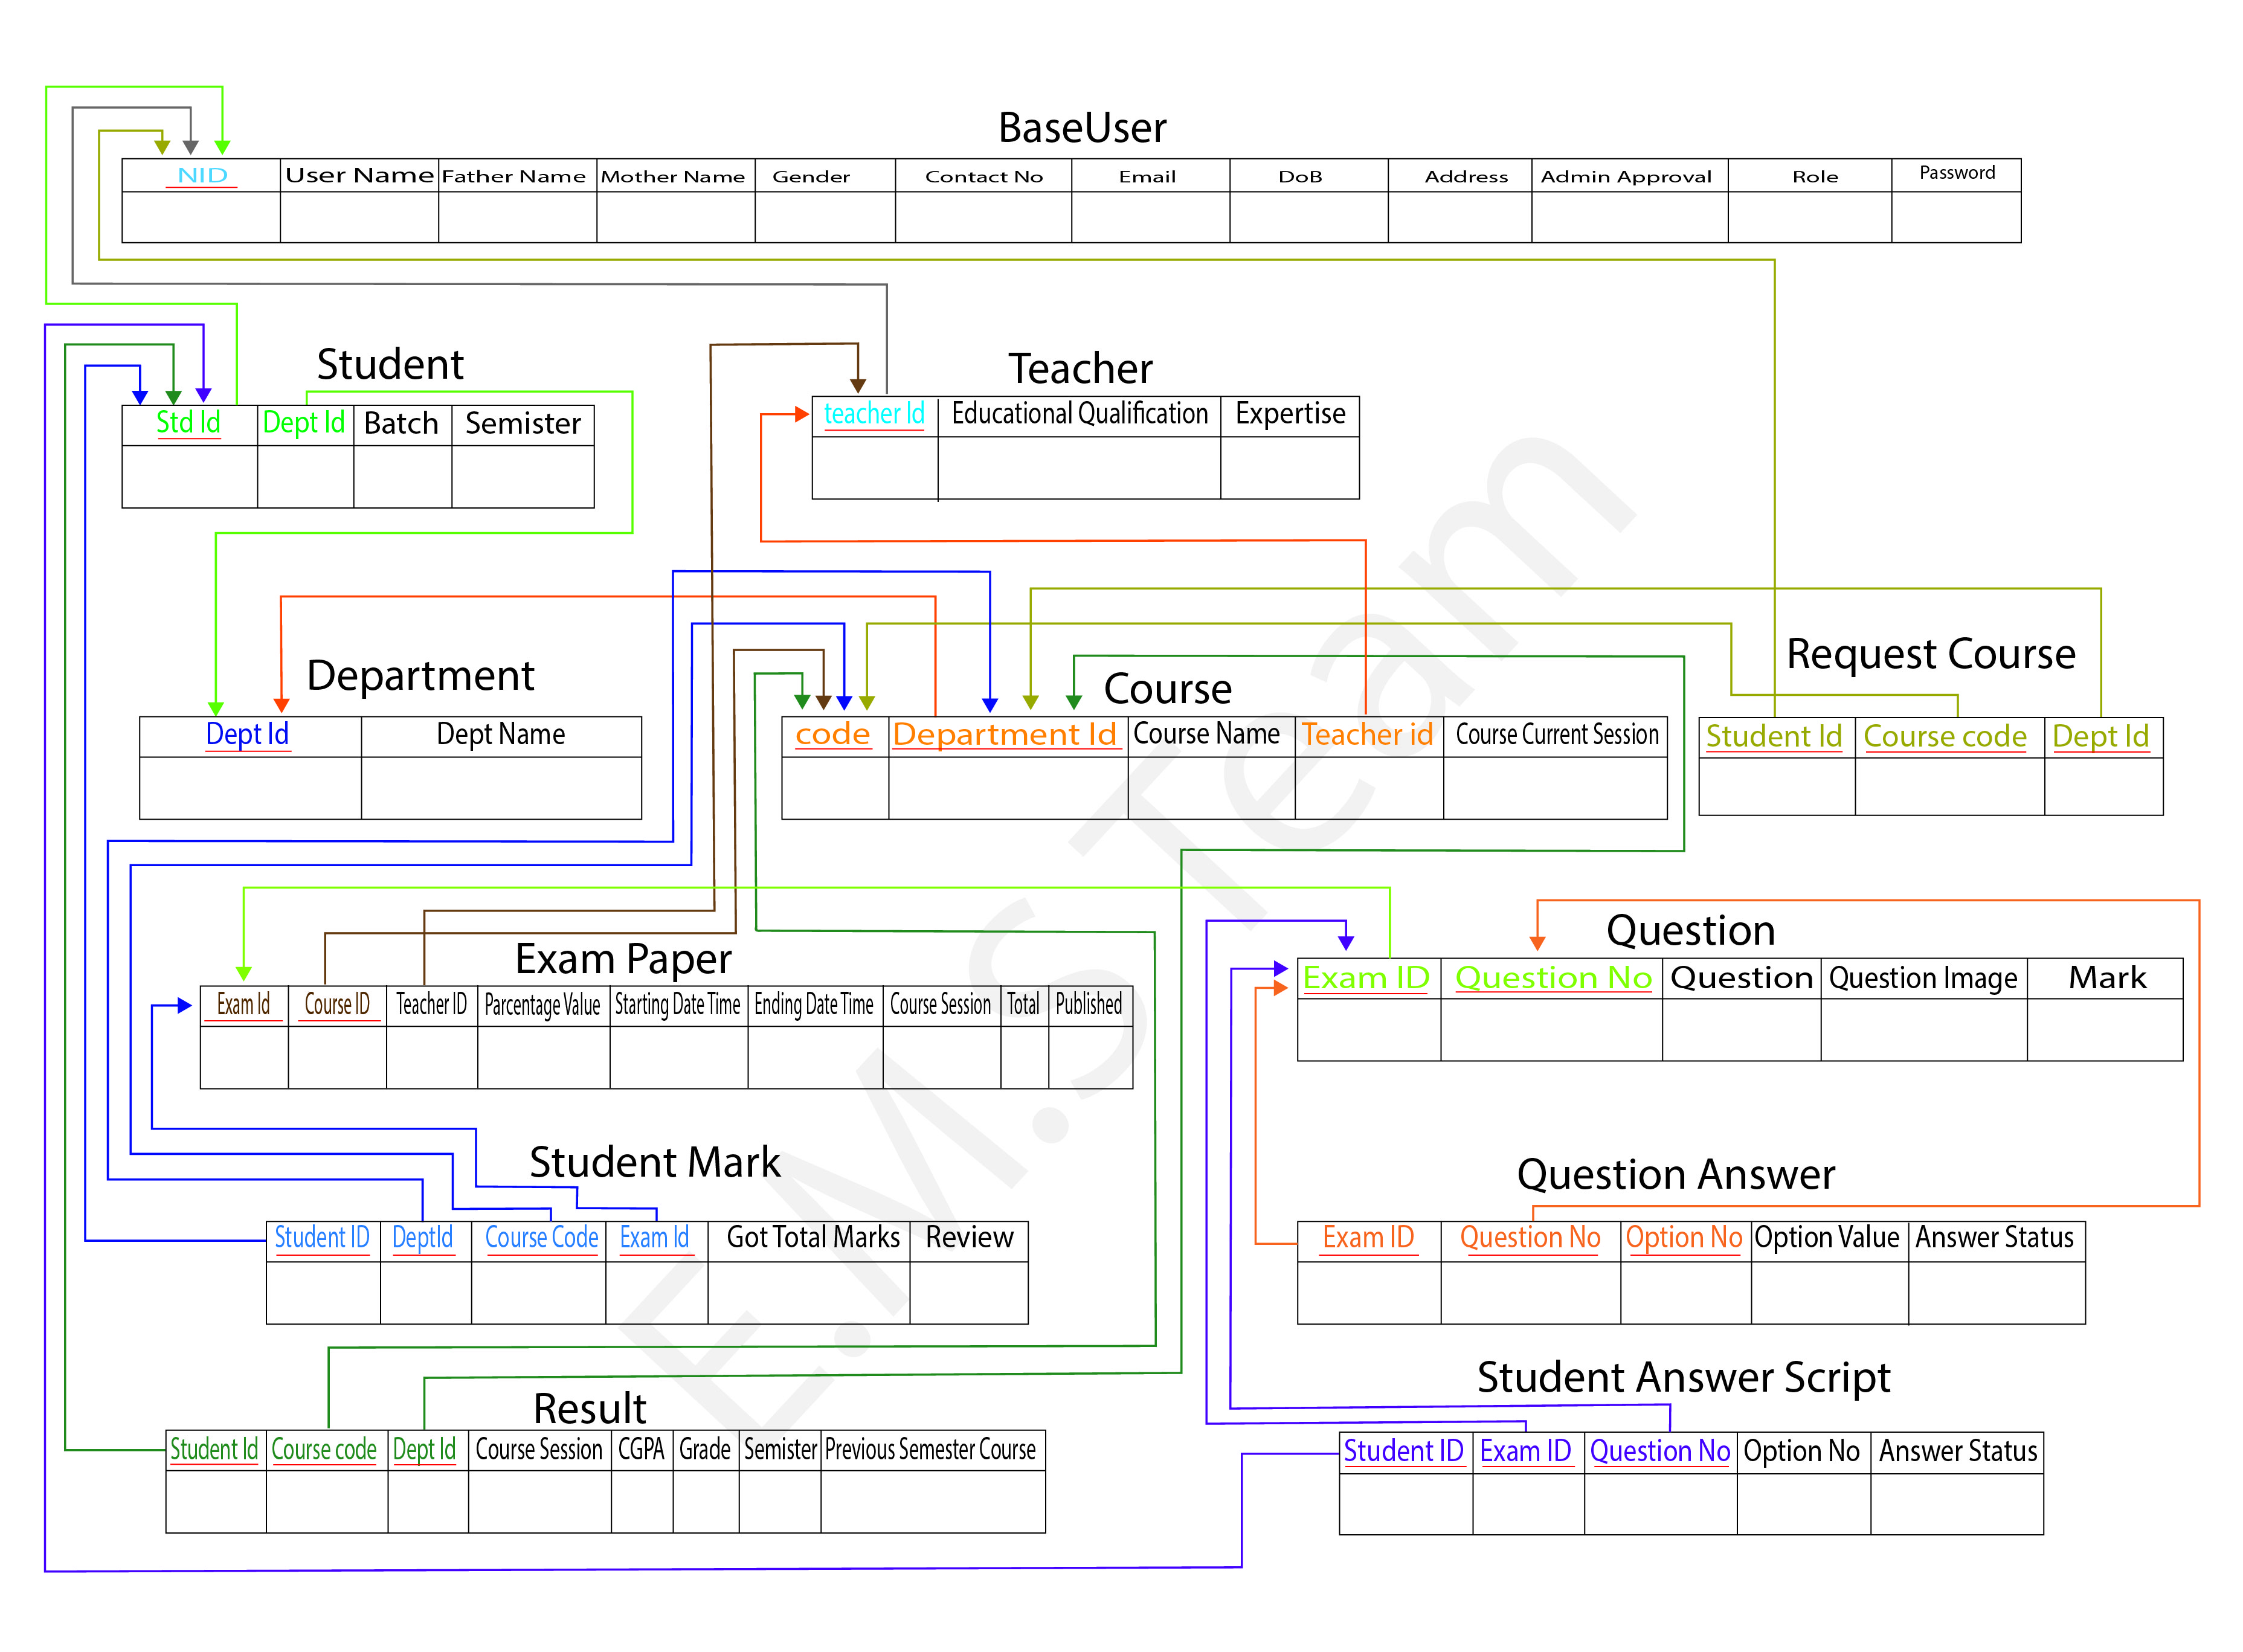 BaseUser
NID User Name Father Name Mother Name Gender Contact No Email DoB Address Admin Approval Role Password
Student
Std Id Dept Id Batch Semister
Teacher
teacher Id Educational Qualification Expertise
Department
Dept Id Dept Name
Course
code Department Id Course Name Teacher id Course Current Session
Request Course
Student Id Course code Dept Id
Exam Paper
Exam Id Course ID Teacher ID Parcentage Value Starting Date Time Ending Date Time Course Session Total Published
Question
Exam ID Question No Question Question Image Mark
Student Mark
Student ID DeptId Course Code Exam Id Got Total Marks Review
Question Answer
Exam ID Question No Option No Option Value Answer Status
Result
Student Id Course code Dept Id Course Session CGPA Grade Semister Previous Semester Course
Student Answer Script
Student ID Exam ID Question No Option No Answer Status
E.M.S Team